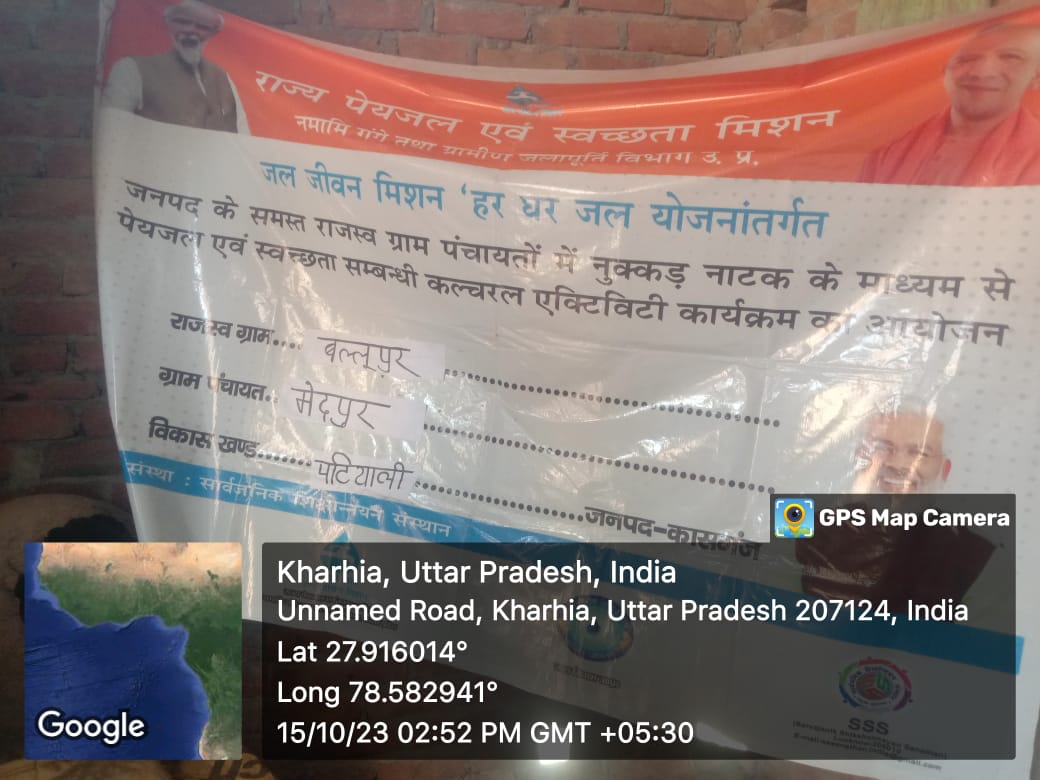 राज्य पेयजल एवं स्वच्छता मिशन
नमामि गंगे तथा ग्रामीण जलापूर्ति विभाग उ. प्र.
जल जीवन मिशन 'हर घर जल योजनांतर्गत
जनपद के समस्त राजस्व ग्राम पंचायतों में नुक्कड़ नाटक के माध्यम से
पेयजल एवं स्वच्छता सम्बन्धी कल्चरल एक्टिविटी कार्यक्रम का आयोजन
राजस्व ग्राम.... बल्लूपुर
ग्राम पंचायत.. मेदपुर
विकास खण्ड....... पटियाली
जनपद-कासगंज
संस्था : सार्वजनिक शिक्षोन्नयन संस्थान
GPS Map Camera
Kharhia, Uttar Pradesh, India
Unnamed Road, Kharhia, Uttar Pradesh 207124, India
Lat 27.916014°
Long 78.582941°
15/10/23 02:52 PM GMT +05:30
Google
SSS